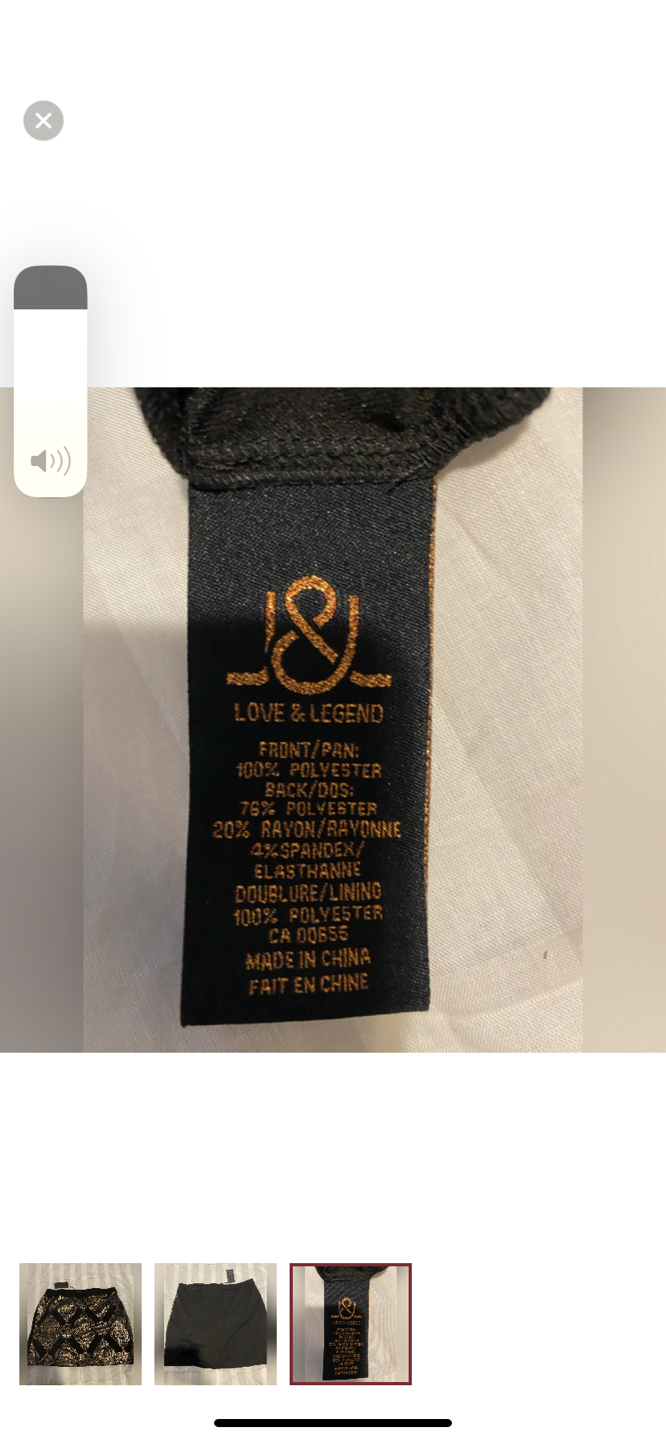 LOVE & LEGEND
FRONT/PAN:
100% POLYESTER
BACK/DOS:
76% POLYESTER
20% RAYON/RAYONNE
4%SPANDEX/
ELASTHANNE
DOUBLURE/LINING
100% POLYESTER
CA 00655
MADE IN CHINA
FAIT EN CHINE